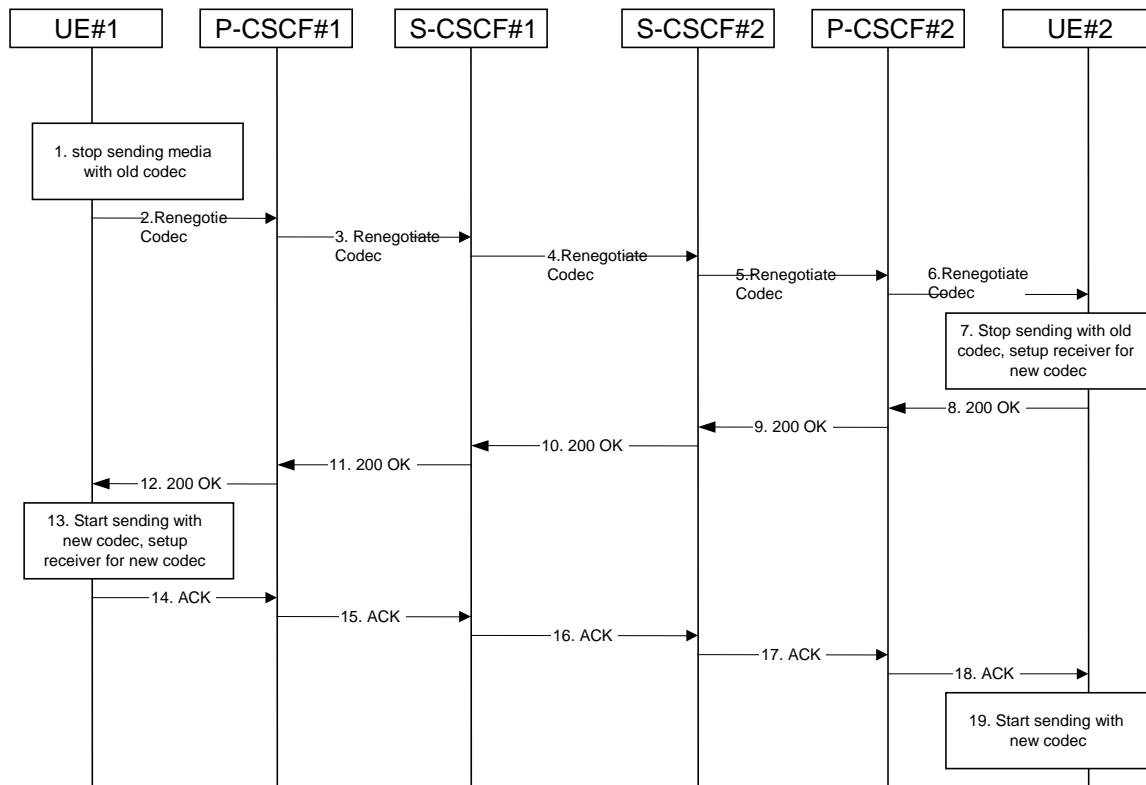 UE#1
P-CSCF#1
S-CSCF#1
S-CSCF#2
P-CSCF#2
UE#2
1. stop sending media
with old codec
2.Renegotie
Codec
3. Renegotiate
Codec
4.Renegotiate
Codec
5.Renegotiate
Codec
6.Renegotiate
Codec
7. Stop sending with old
codec, setup receiver for
new codec
8. 200 OK
9. 200 OK
10. 200 OK
11. 200 OK
12. 200 OK
13. Start sending with
new codec, setup
receiver for new codec
14. ACK
15. ACK
16. ACK
17. ACK
18. ACK
19. Start sending with
new codec